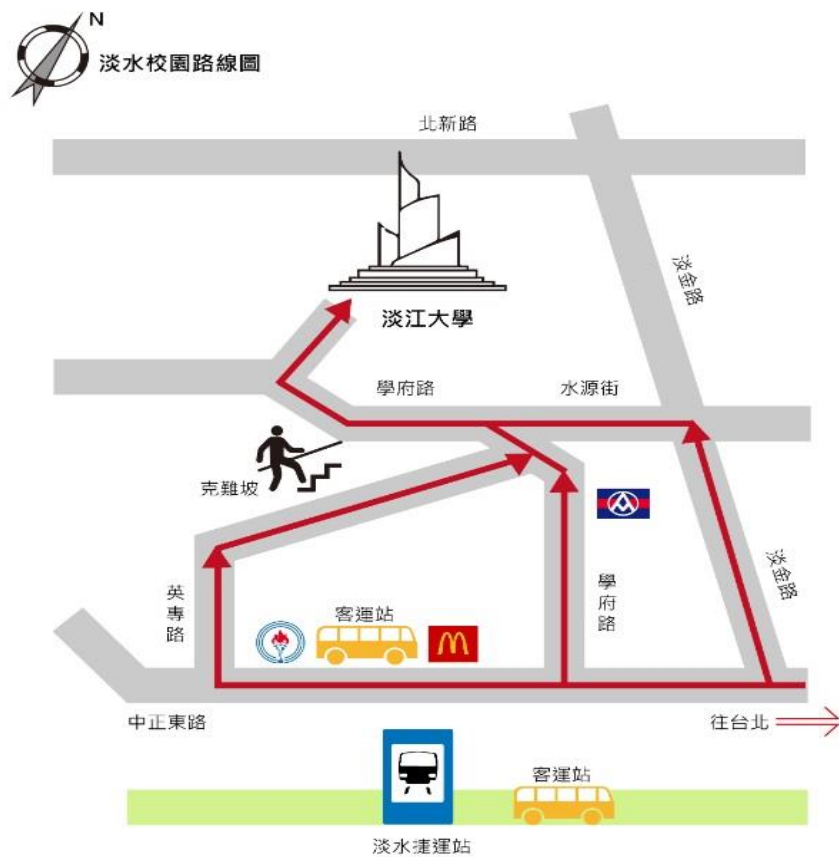 N
淡水校園路線圖
北新路
淡金路
淡江大學
學府路
水源街
克難坡
英專路
客運站
學府路
淡金路
中正東路
往台北
客運站
淡水捷運站